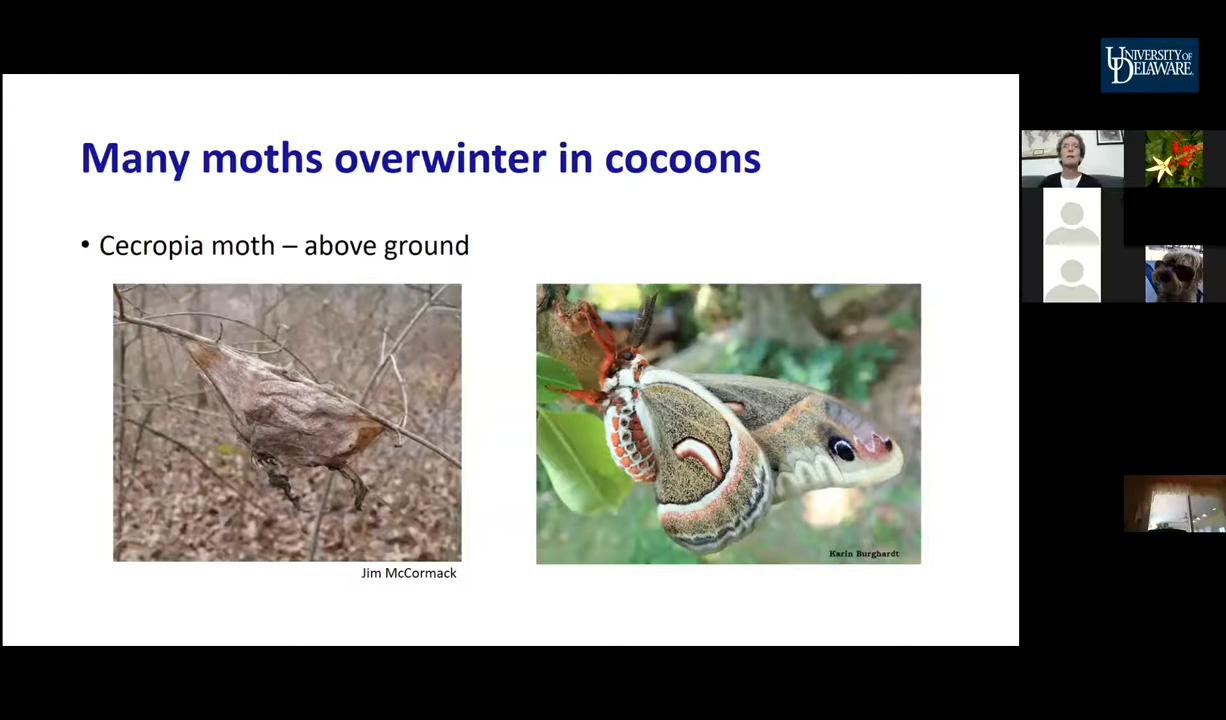 UNIVERSITY OF
DELAWARE.
Many moths overwinter in cocoons
• Cecropia moth – above ground
Karin Burghardt
Jim McCormack